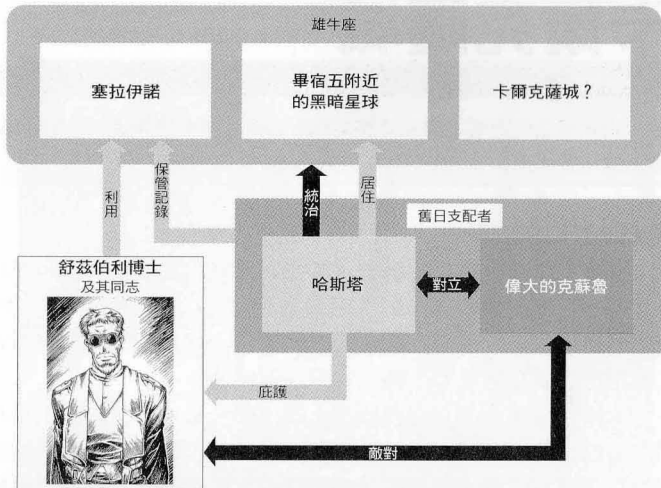 雄牛座
塞拉伊諾
畢宿五附近
的黑暗星球
卡爾克薩城？
利用
保管記錄
統治
居住
舊日支配者
舒茲伯利博士
及其同志
哈斯塔
對立
偉大的克蘇魯
庇護
敵對